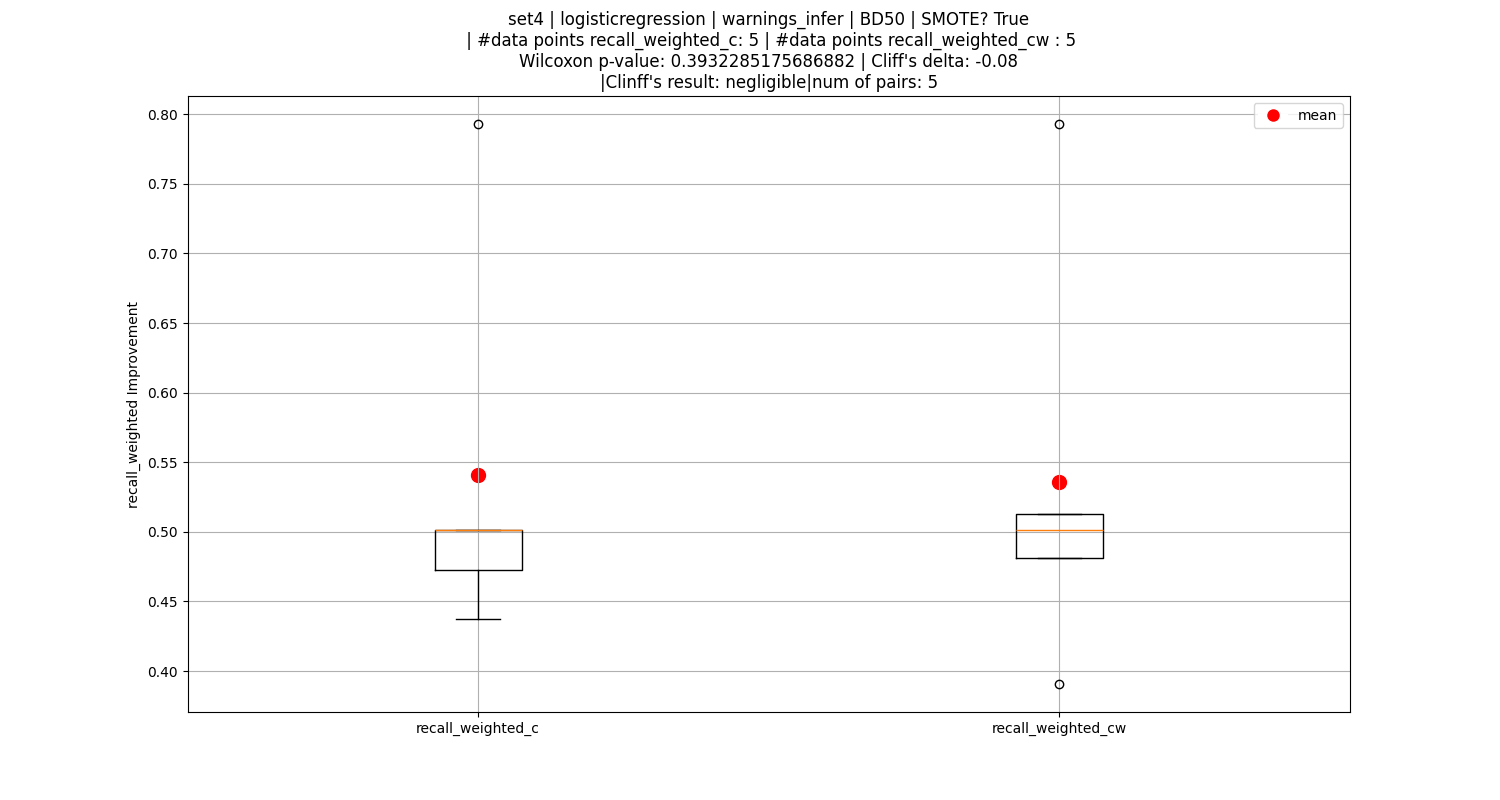 set4 | logisticregression | warnings_infer | BD50 | SMOTE? True
| #data points recall_weighted_c: 5 | #data points recall_weighted_cw : 5
Wilcoxon p-value: 0.3932285175686882 | Cliff's delta: -0.08
|Clinff's result: negligible|num of pairs: 5
mean
0.80
0.75
0.70
0.65
0.60
0.55
0.50
0.45
0.40
recall_weighted Improvement
recall_weighted_c
recall_weighted_cw